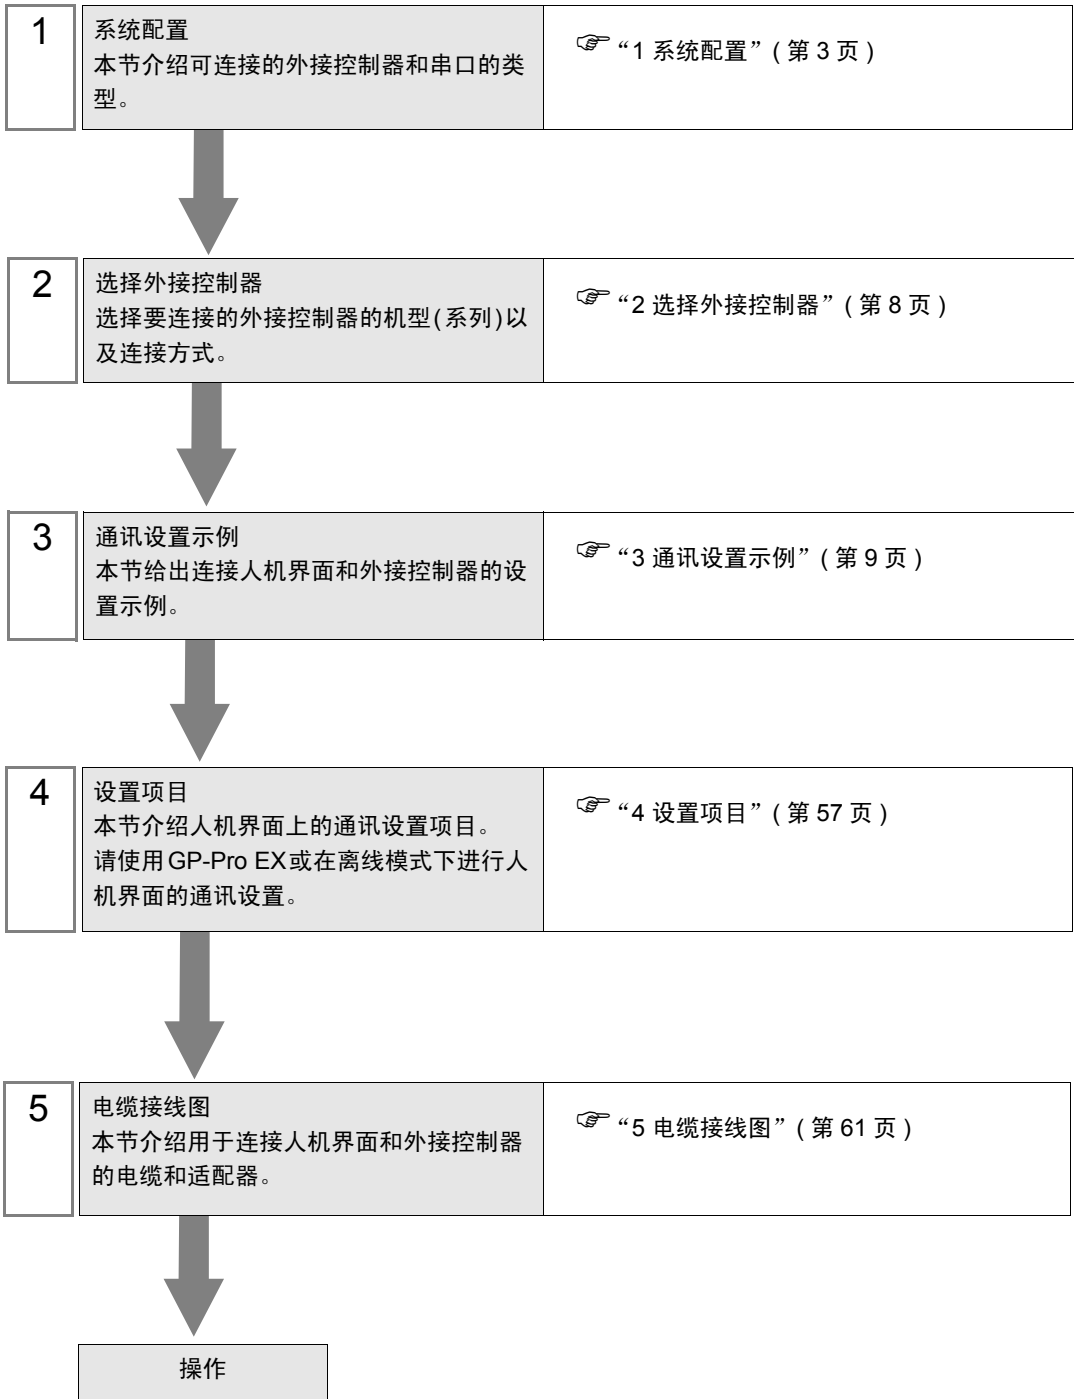 1
系统配置
本节介绍可连接的外接控制器和串口的类
型。
☞“1 系统配置” ( 第 3 页 )
2
选择外接控制器
选择要连接的外接控制器的机型(系列)以
及连接方式。
☞“2 选择外接控制器” ( 第 8 页 )
3
通讯设置示例
本节给出连接人机界面和外接控制器的设
置示例。
☞“3 通讯设置示例” ( 第 9 页 )
4
设置项目
本节介绍人机界面上的通讯设置项目。
请使用GP-Pro EX或在离线模式下进行人
机界面的通讯设置。
☞“4 设置项目” ( 第 57 页 )
5
电缆接线图
本节介绍用于连接人机界面和外接控制器
的电缆和适配器。
☞“5 电缆接线图” ( 第 61 页 )
操作